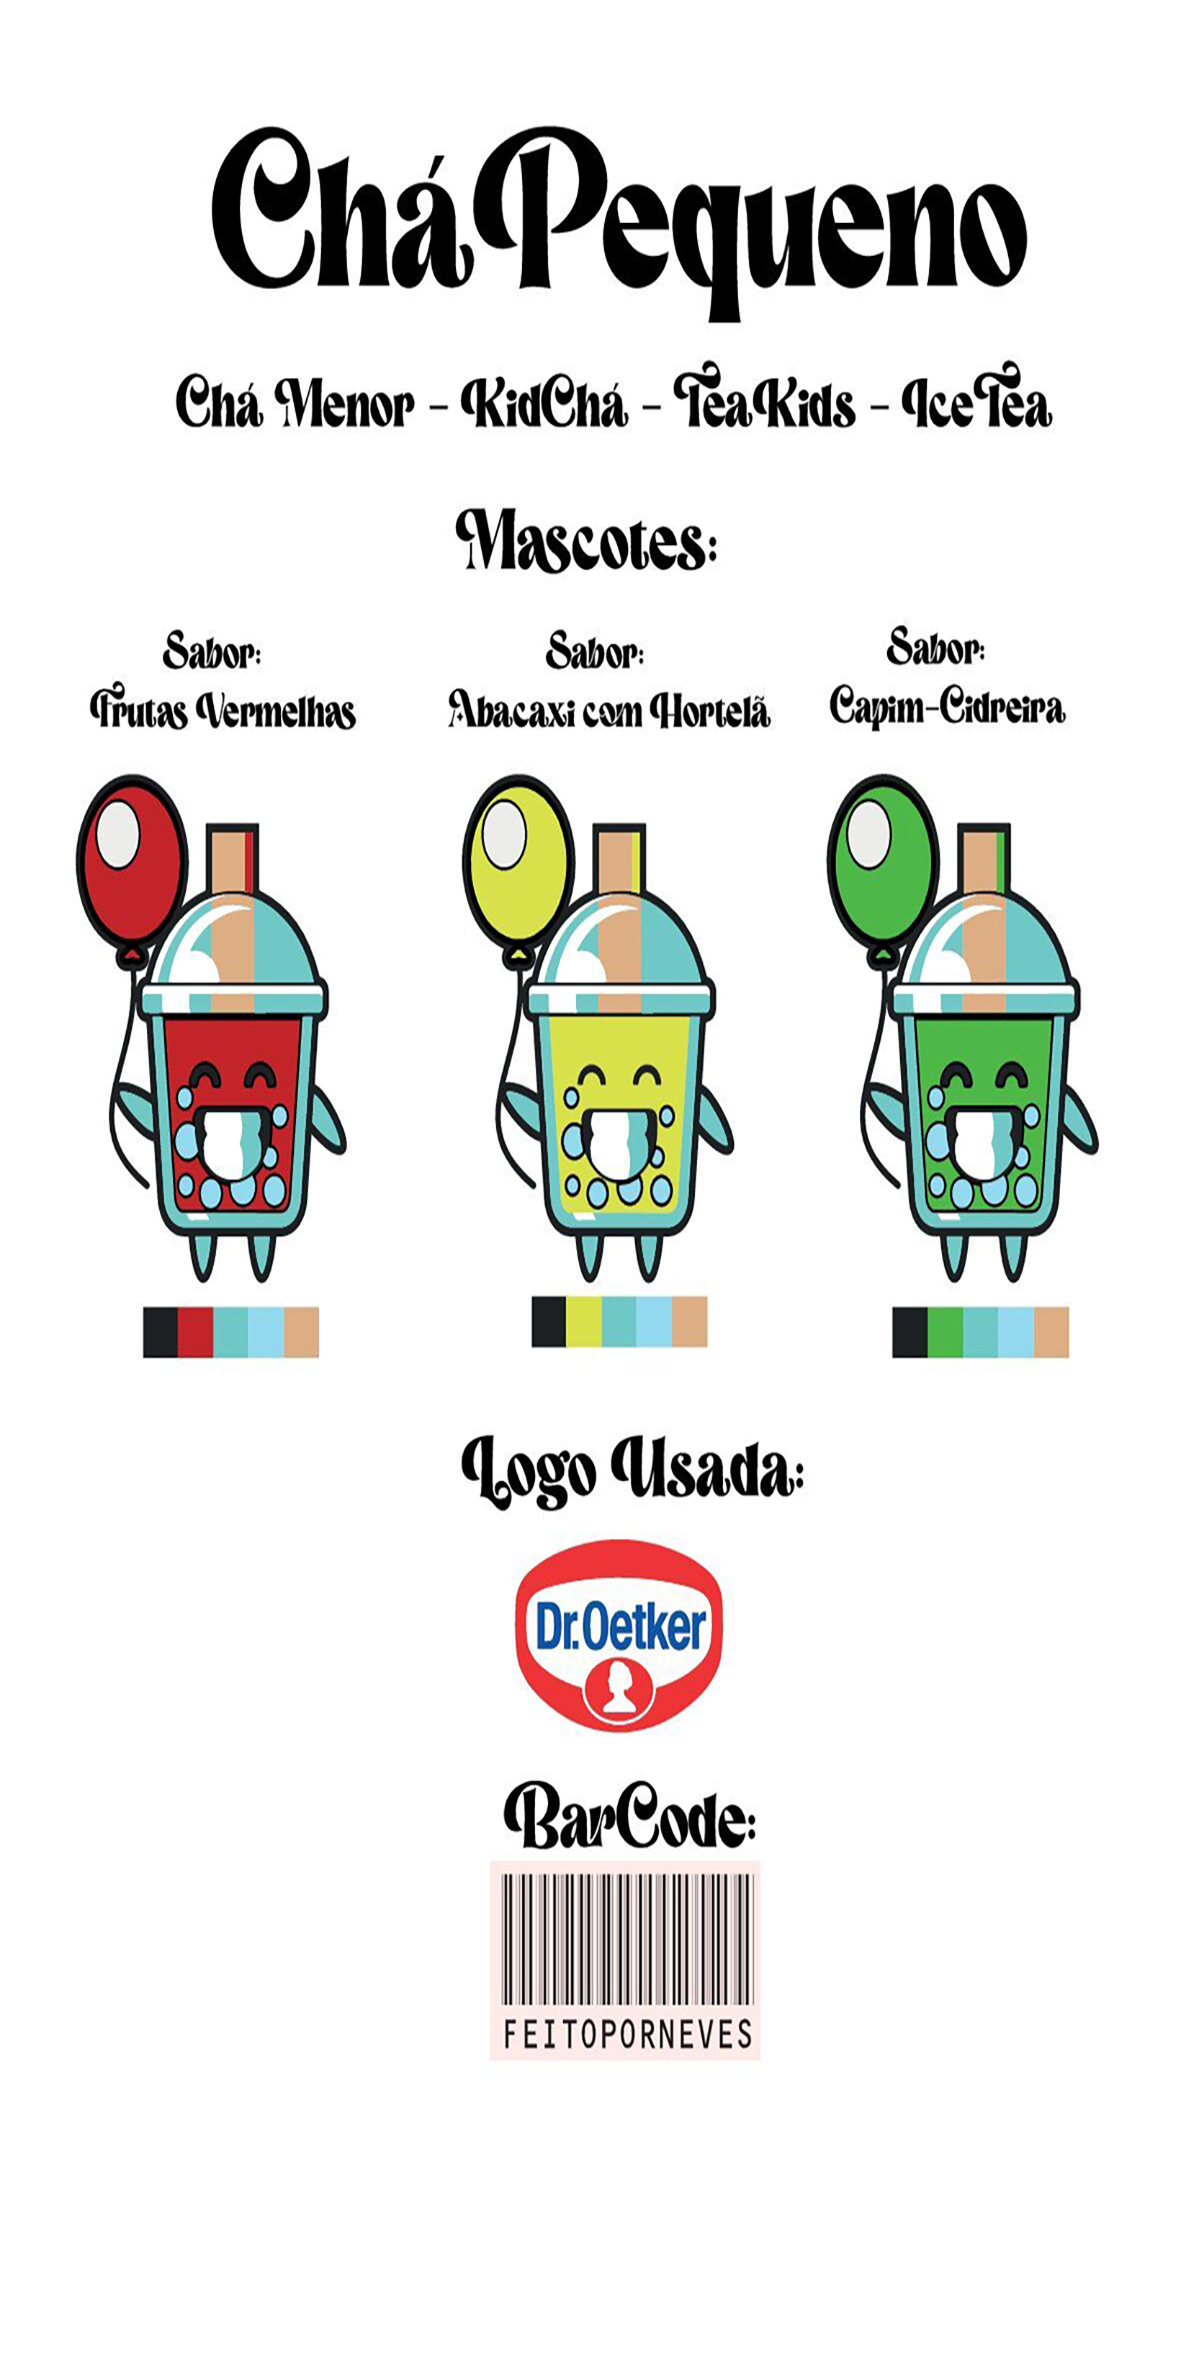 CháPequeno
Chá Menor - KidChá - TeaKids - IceTea
Mascotes:
Sabor:
Frutas Vermelhas
Sabor:
Abacaxi com Hortelã
Sabor:
Capim-Cidreira
Logo Usada:
Dr.Oetker
BarCode:
FEITOPORNEVES